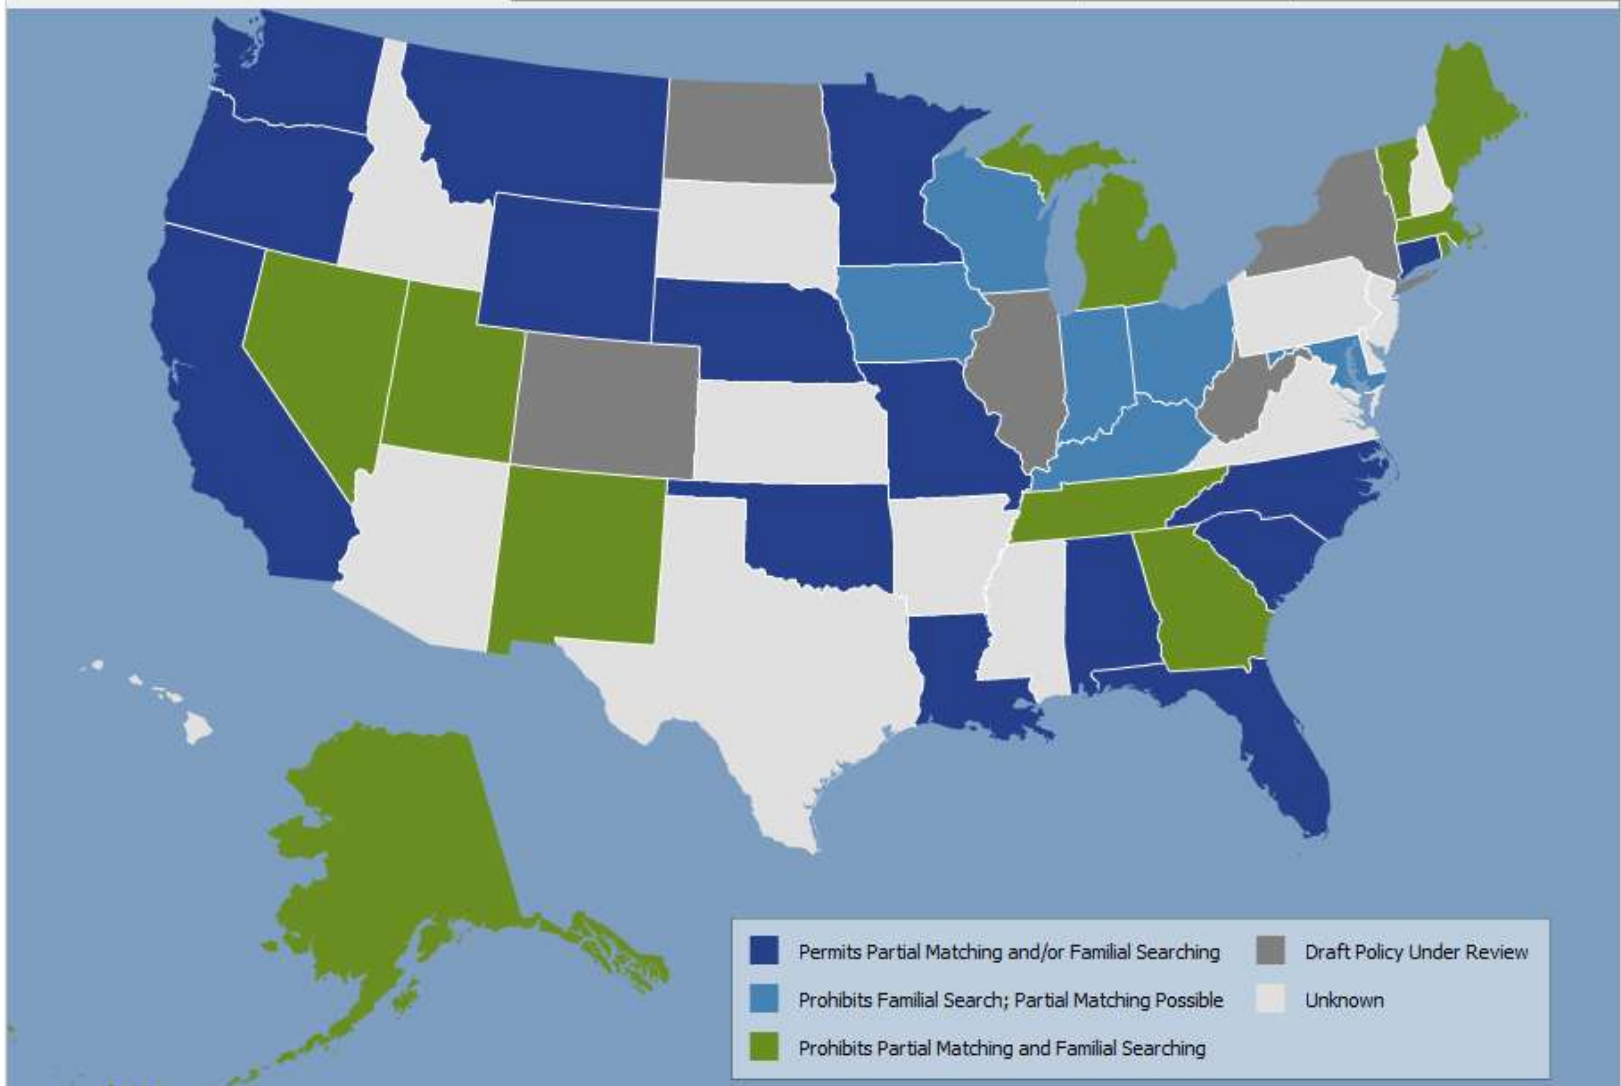 Permits Partial Matching and/or Familial Searching
Prohibits Familial Search; Partial Matching Possible
Prohibits Partial Matching and Familial Searching
Draft Policy Under Review
Unknown